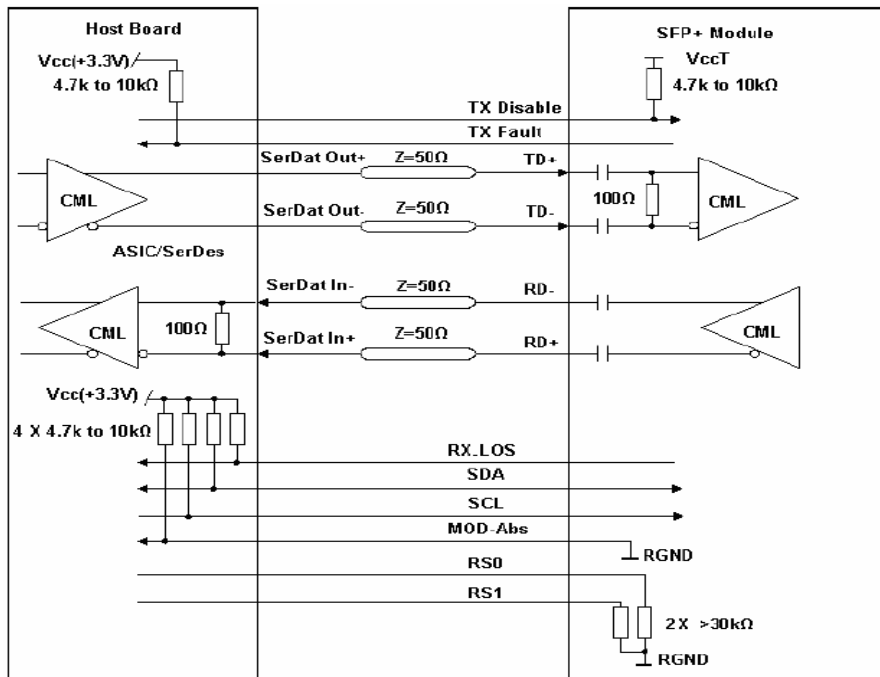 Host Board
SFP+ Module
Vcc(+3.3V)
4.7k to 10kΩ
VccT
4.7k to 10kΩ
TX Disable
TX Fault
SerDat Out+
Z=50Ω
TD+
CML
100Ω
CML
SerDat Out-
Z=50Ω
TD-
ASIC/SerDes
SerDat In-
Z=50Ω
RD-
CML
100Ω
CML
SerDat In+
Z=50Ω
RD+
Vcc(+3.3V)
4 X 4.7k to 10kΩ
RX_LOS
SDA
SCL
MOD-Abs
RGND
RS0
RS1
2X >30kΩ
RGND